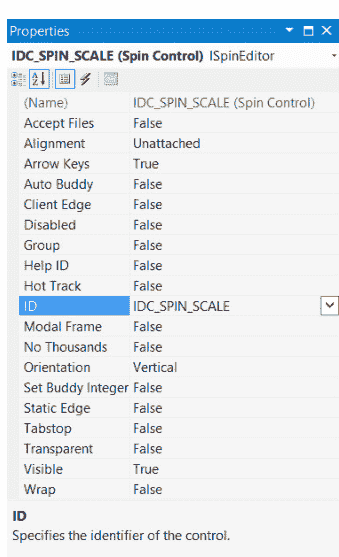 Properties
IDC_SPIN_SCALE (Spin Control) ISpinEditor
(Name) IDC_SPIN_SCALE (Spin Control)
Accept Files False
Alignment Unattached
Arrow Keys True
Auto Buddy False
Client Edge False
Disabled False
Group False
Help ID False
Hot Track False
ID IDC_SPIN_SCALE
Modal Frame False
No Thousands False
Orientation Vertical
Set Buddy Integer False
Static Edge False
Tabstop False
Transparent False
Visible True
Wrap False
ID
Specifies the identifier of the control.